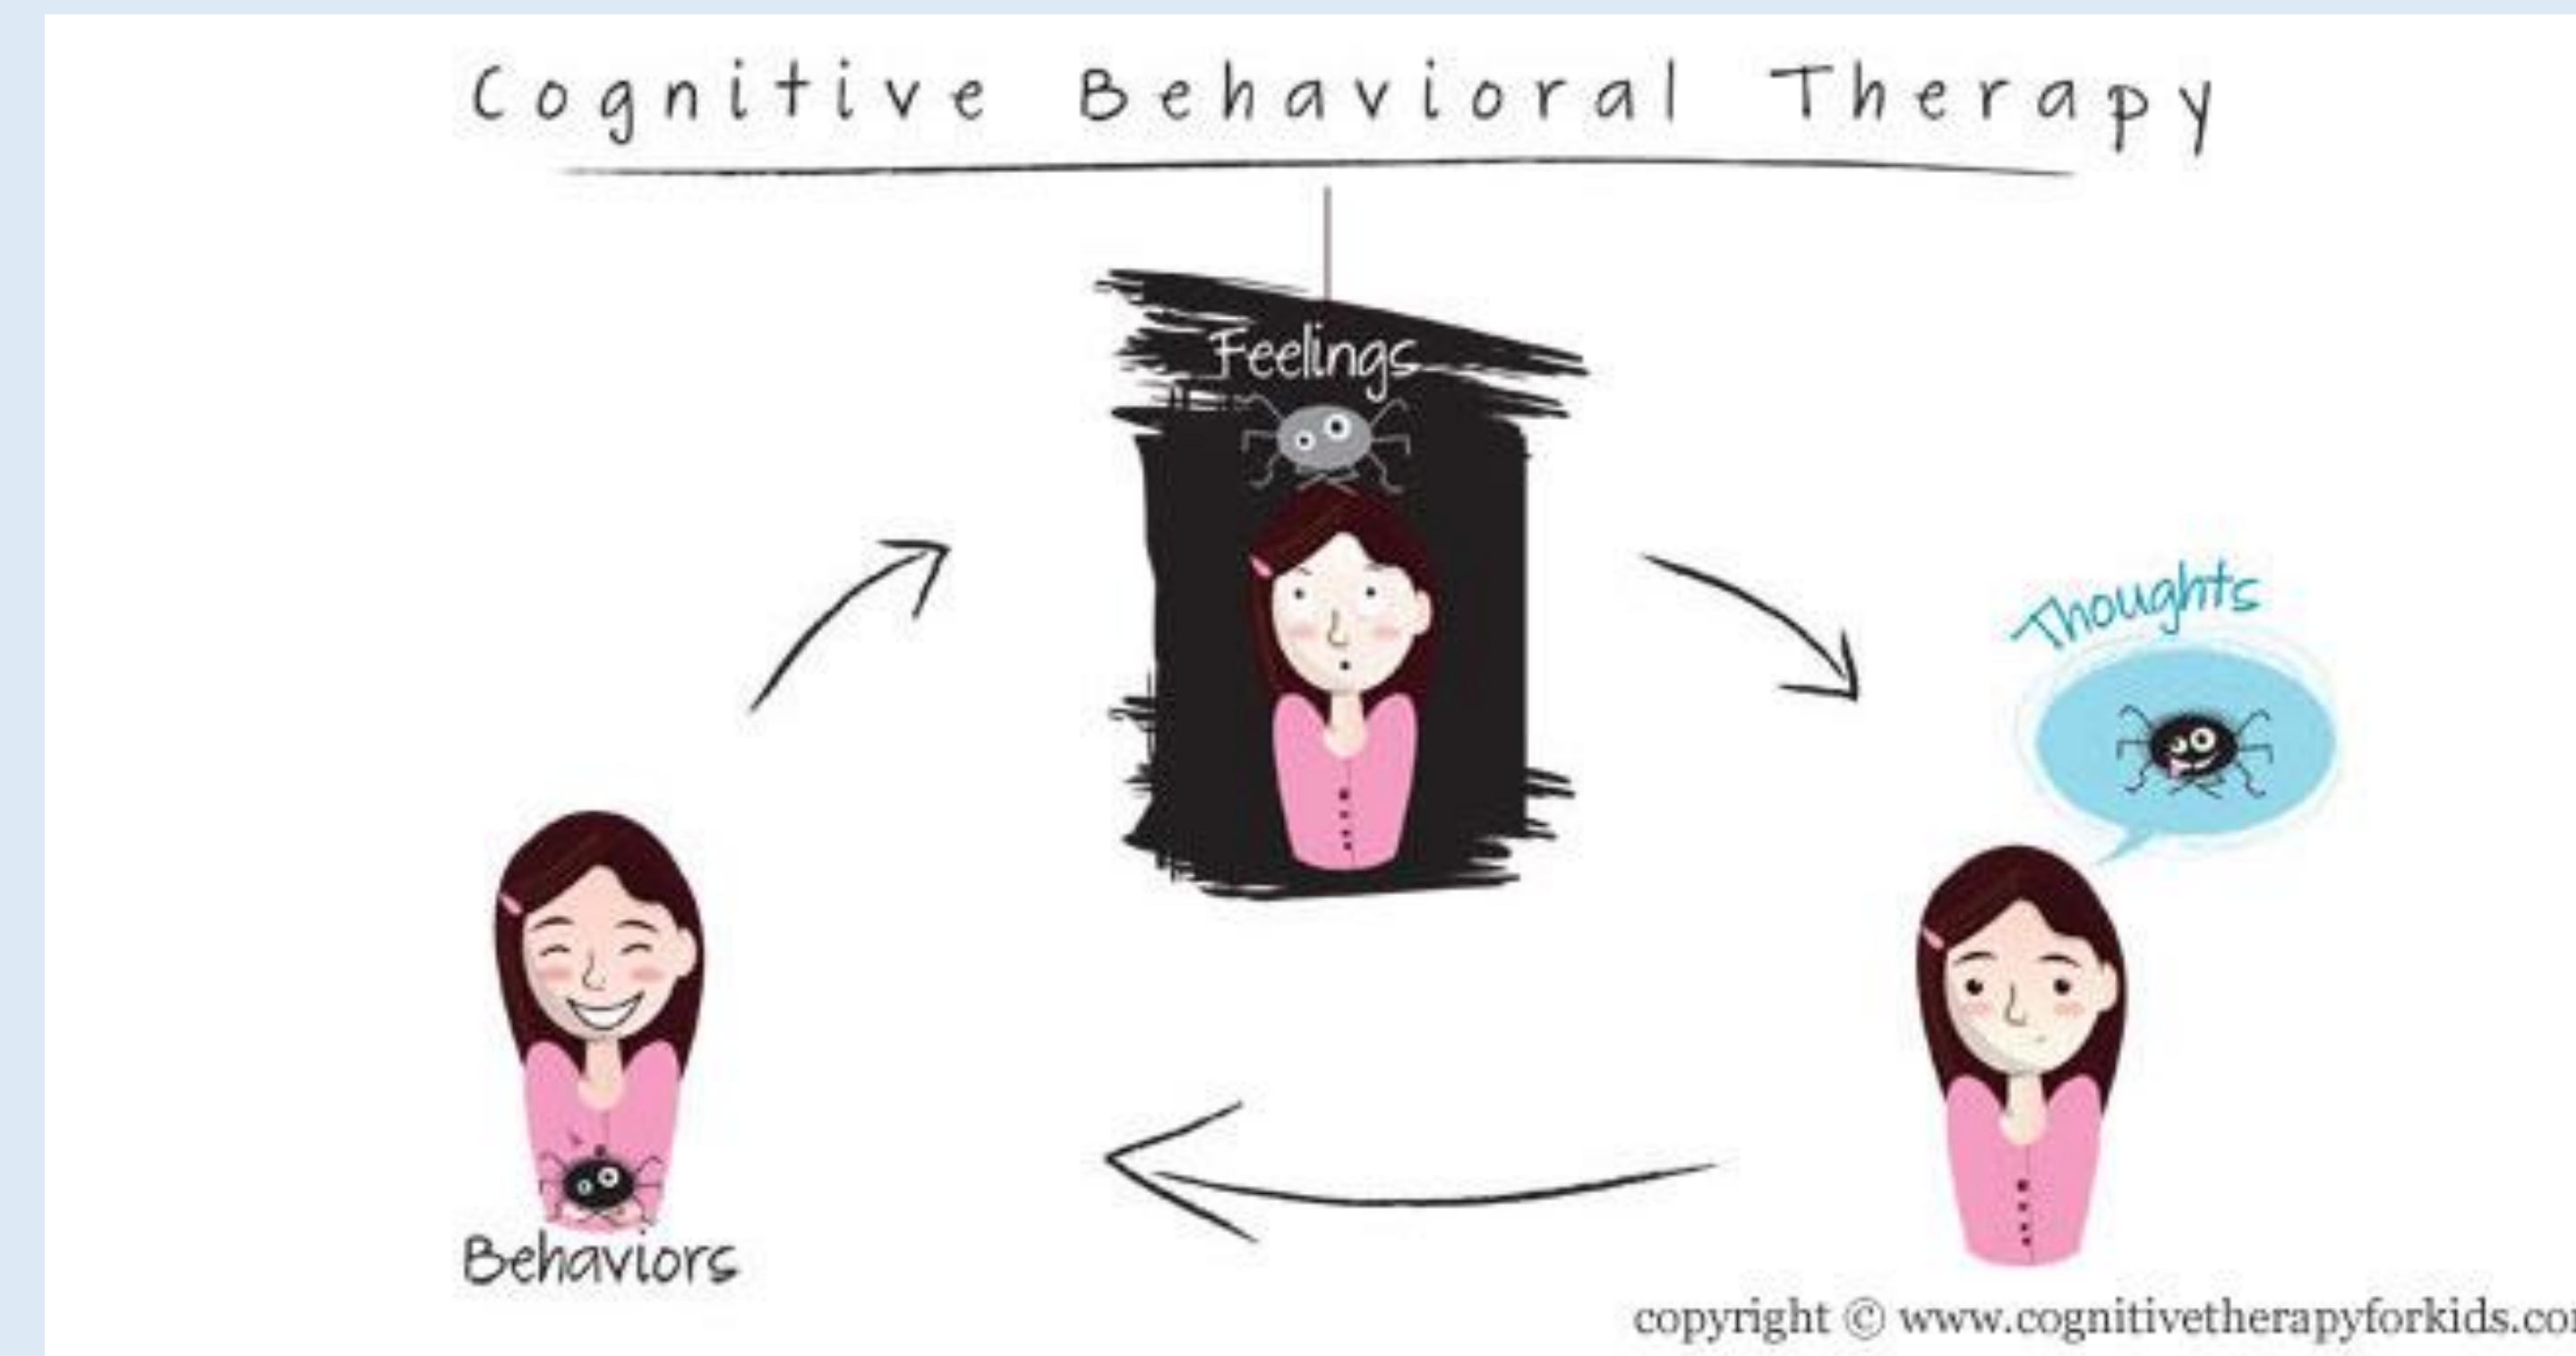 Cognitive Behavioral Therapy
Feelings
Thoughts
Behaviors
copyright © www.cognitivetherapyforkids.co